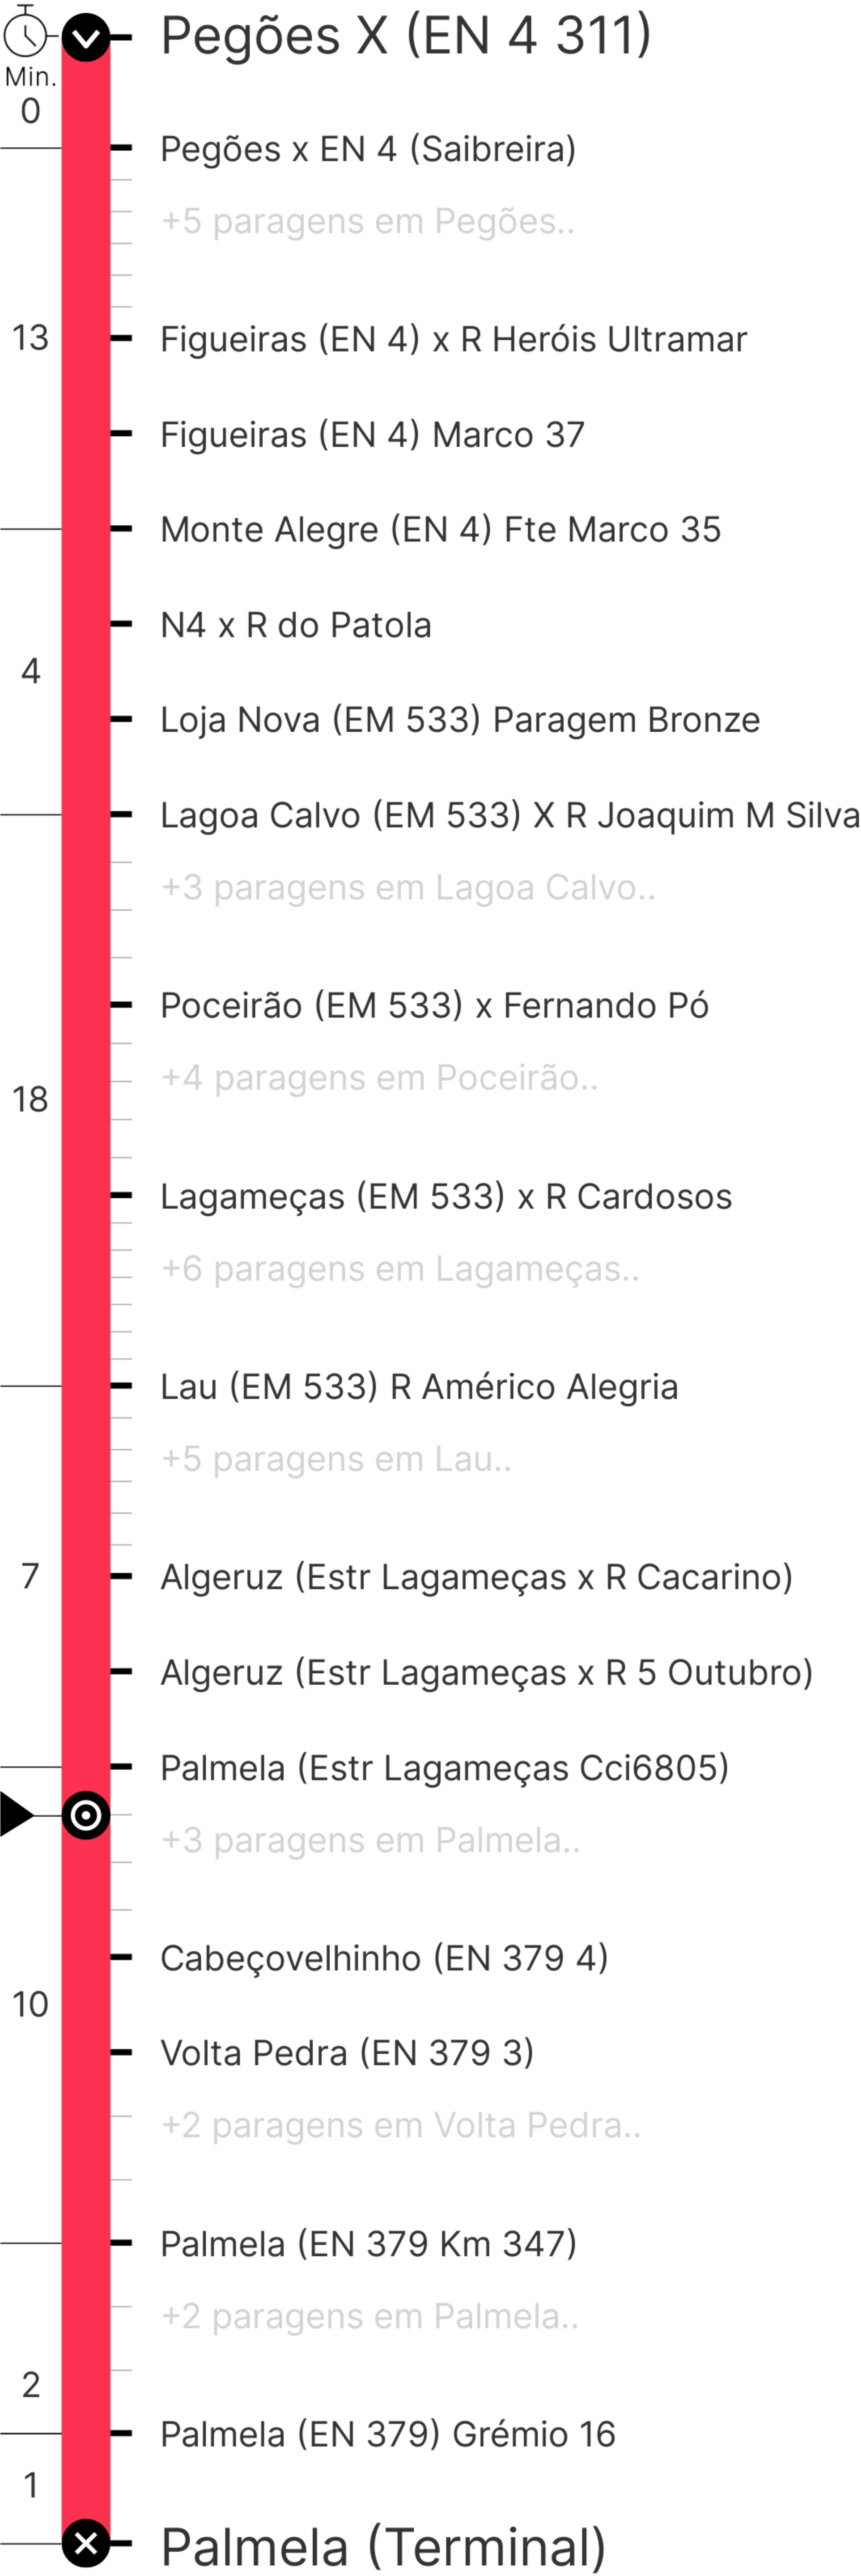 Pegões X (EN 4 311)
Min.
0
Pegões x EN 4 (Saibreira)
+5 paragens em Pegões..
13
Figueiras (EN 4) x R Heróis Ultramar
Figueiras (EN 4) Marco 37
Monte Alegre (EN 4) Fte Marco 35
N4 x R do Patola
4
Loja Nova (EM 533) Paragem Bronze
Lagoa Calvo (EM 533) X R Joaquim M Silva
+3 paragens em Lagoa Calvo..
Poceirão (EM 533) x Fernando Pó
+4 paragens em Poceirão..
18
Lagameças (EM 533) x R Cardosos
+6 paragens em Lagameças..
Lau (EM 533) R Américo Alegria
+5 paragens em Lau..
7
Algeruz (Estr Lagameças x R Cacarino)
Algeruz (Estr Lagameças x R 5 Outubro)
Palmela (Estr Lagameças Cci6805)
+3 paragens em Palmela..
Cabeçovelhinho (EN 379 4)
10
Volta Pedra (EN 379 3)
+2 paragens em Volta Pedra..
Palmela (EN 379 Km 347)
+2 paragens em Palmela..
2
Palmela (EN 379) Grémio 16
1
Palmela (Terminal)